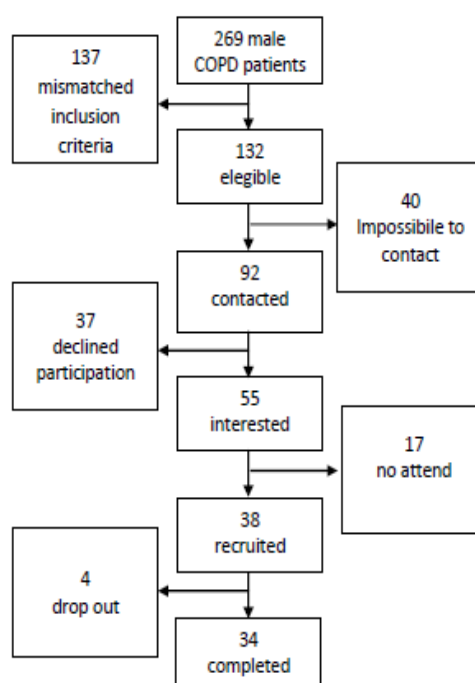 269 male
COPD patients
137
mismatched
inclusion
criteria
132
elegible
40
Impossibile to
contact
92
contacted
37
declined
participation
55
interested
17
no attend
38
recruited
4
drop out
34
completed